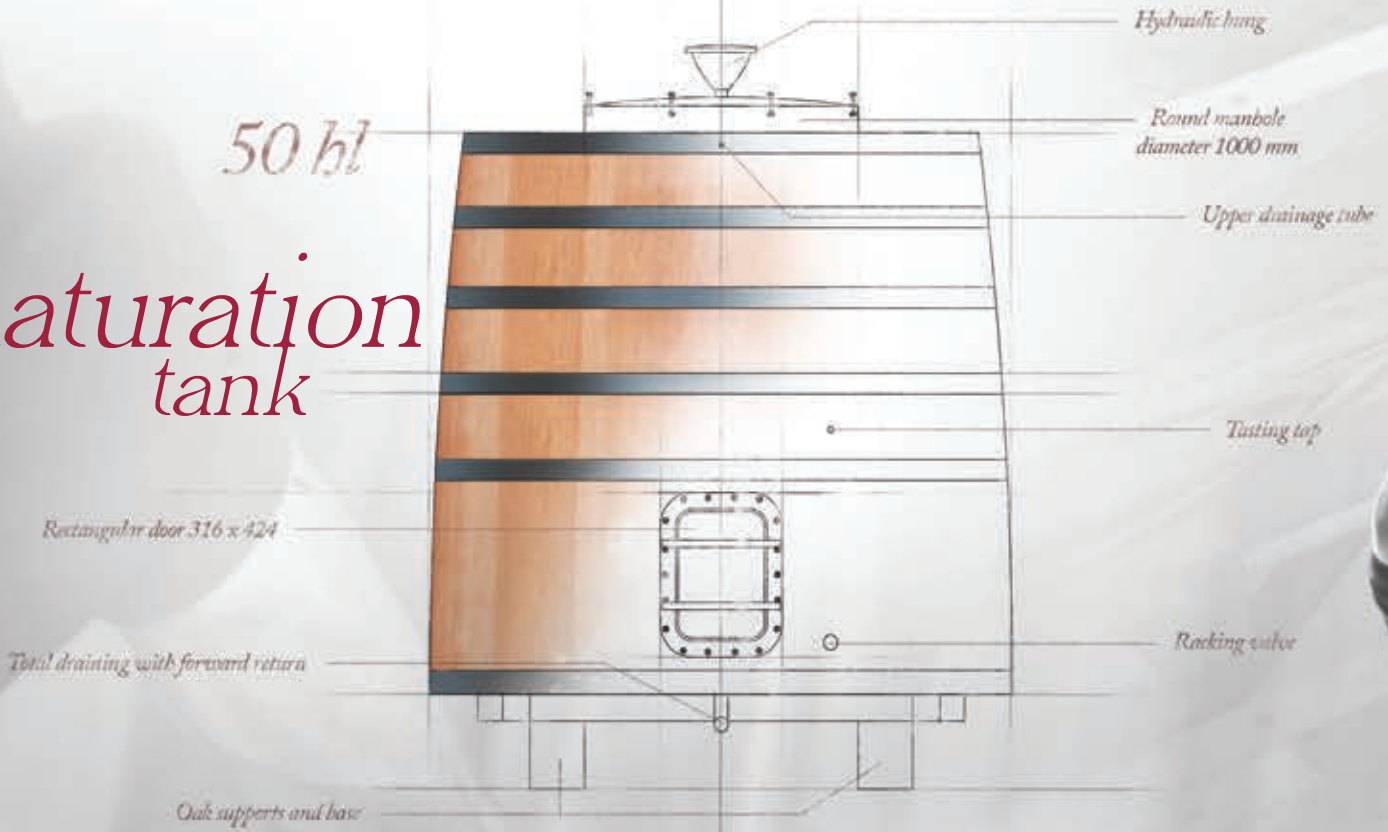 Hydraulic bung
50 hl
Round manhole
diameter 1000 mm
Upper drainage tube
aturation
tank
Tasting tap
Rectangular door 316 x 424
Racking valve
Total draining with forward return
Oak supports and base